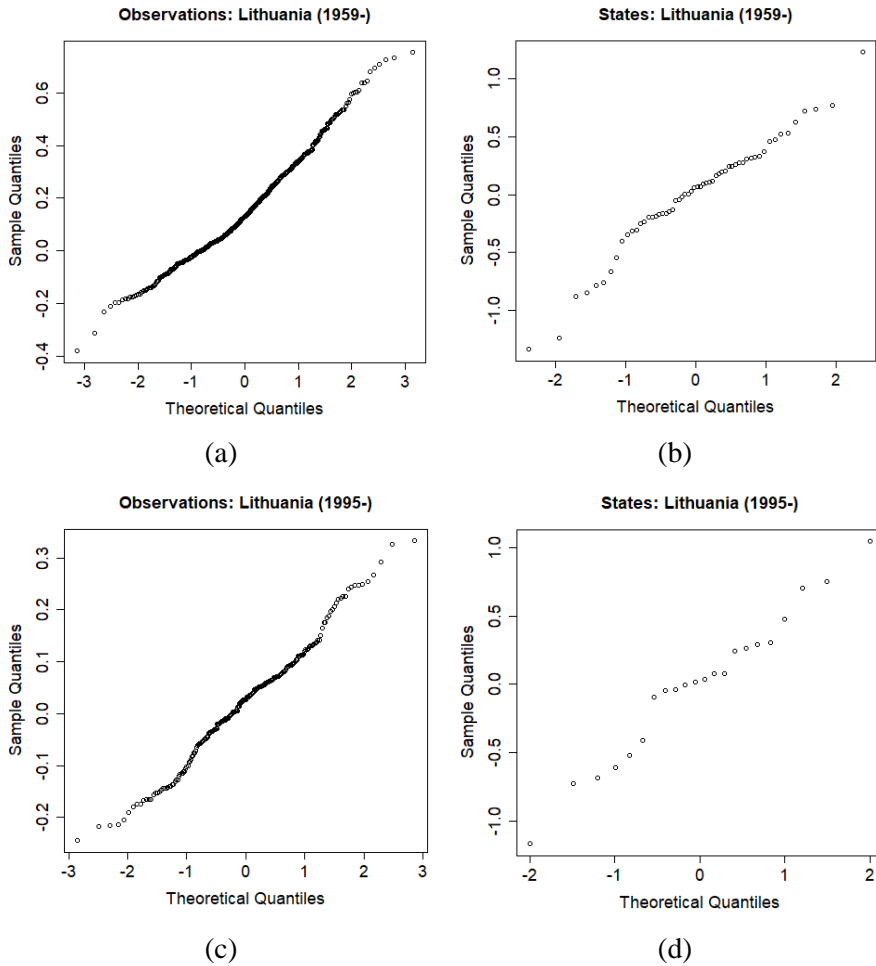 Observations: Lithuania (1959-)
Sample Quantiles
0.6
0.4
0.2
0.0
-0.2
-0.4
-3 -2 -1 0 1 2 3
Theoretical Quantiles
(a)
States: Lithuania (1959-)
Sample Quantiles
1.0
0.5
0.0
-0.5
-1.0
-2 -1 0 1 2
Theoretical Quantiles
(b)
Observations: Lithuania (1995-)
Sample Quantiles
0.3
0.2
0.1
0.0
-0.1
-0.2
-3 -2 -1 0 1 2 3
Theoretical Quantiles
(c)
States: Lithuania (1995-)
Sample Quantiles
1.0
0.5
0.0
-0.5
-1.0
-2 -1 0 1 2
Theoretical Quantiles
(d)